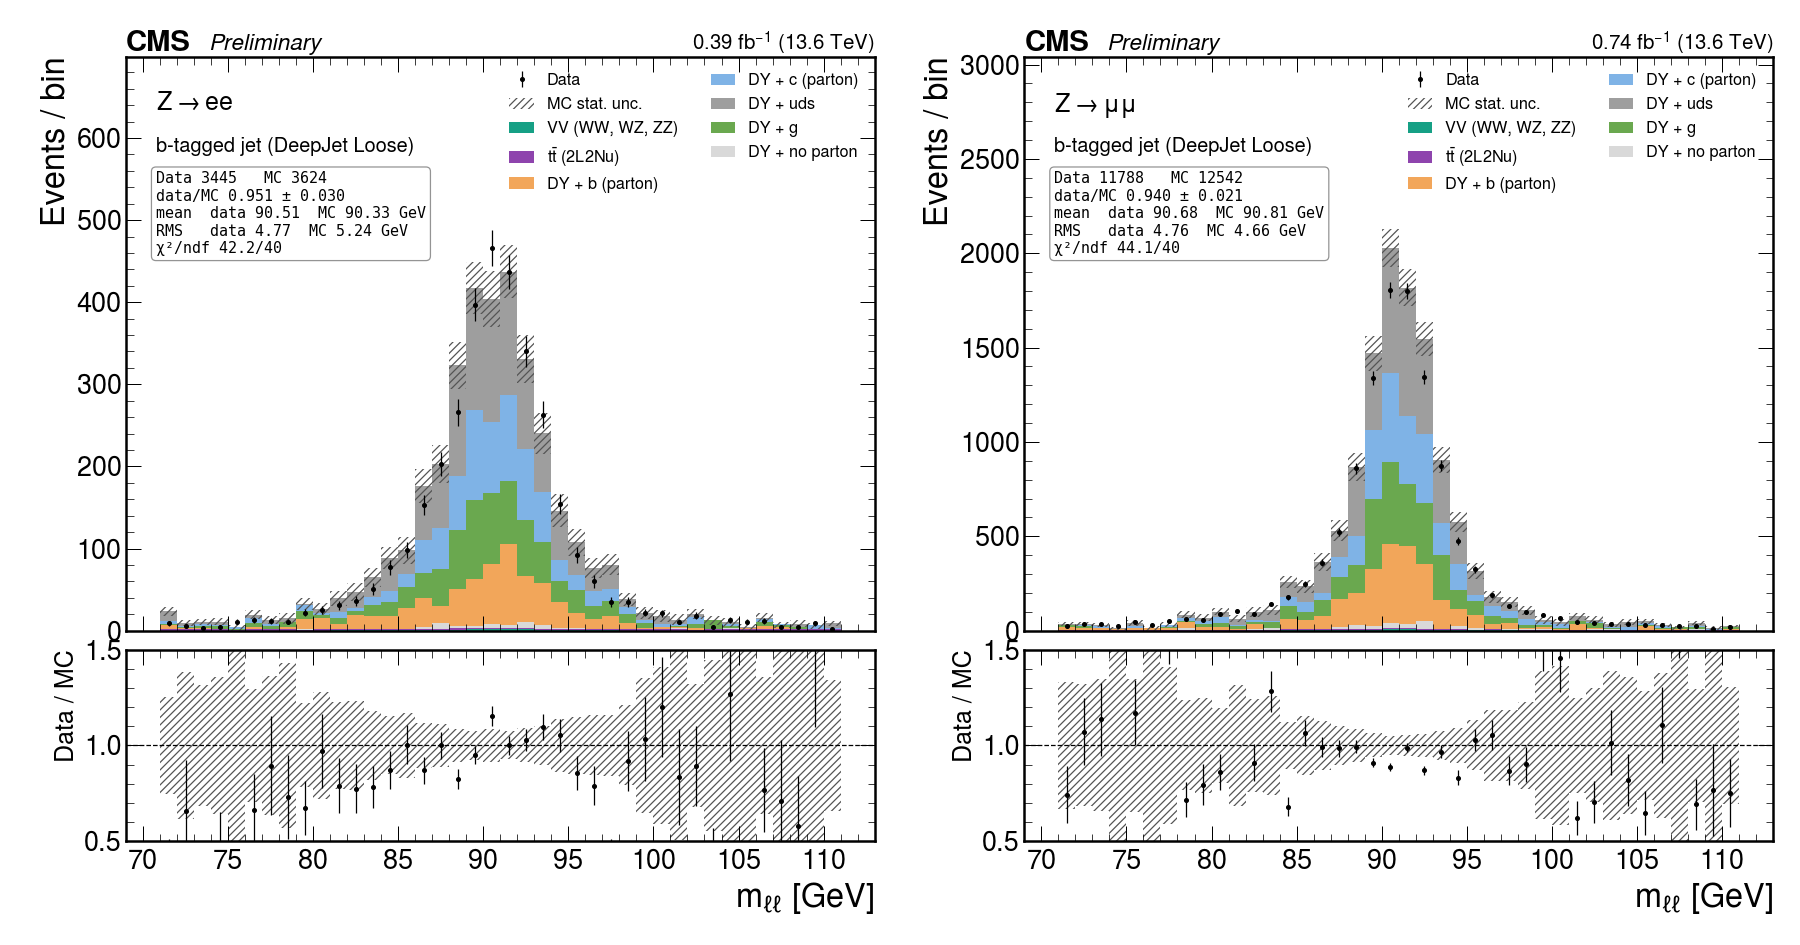 CMS Preliminary 0.39 fb⁻¹ (13.6 TeV)
Events / bin
Z → ee
b-tagged jet (DeepJet Loose)
Data 3445 MC 3624
data/MC 0.951 ± 0.030
mean data 90.51 MC 90.33 GeV
RMS data 4.77 MC 5.24 GeV
χ²/ndf 42.2/40
Data
MC stat. unc.
VV (WW, WZ, ZZ)
tt̄ (2L2Nu)
DY + b (parton)
DY + c (parton)
DY + uds
DY + g
DY + no parton
600
500
400
300
200
100
0
Data / MC
1.5
1.0
0.5
70 75 80 85 90 95 100 105 110
mℓℓ [GeV]
CMS Preliminary 0.74 fb⁻¹ (13.6 TeV)
Events / bin
Z → μμ
b-tagged jet (DeepJet Loose)
Data 11788 MC 12542
data/MC 0.940 ± 0.021
mean data 90.68 MC 90.81 GeV
RMS data 4.76 MC 4.66 GeV
χ²/ndf 44.1/40
Data
MC stat. unc.
VV (WW, WZ, ZZ)
tt̄ (2L2Nu)
DY + b (parton)
DY + c (parton)
DY + uds
DY + g
DY + no parton
3000
2500
2000
1500
1000
500
0
Data / MC
1.5
1.0
0.5
70 75 80 85 90 95 100 105 110
mℓℓ [GeV]